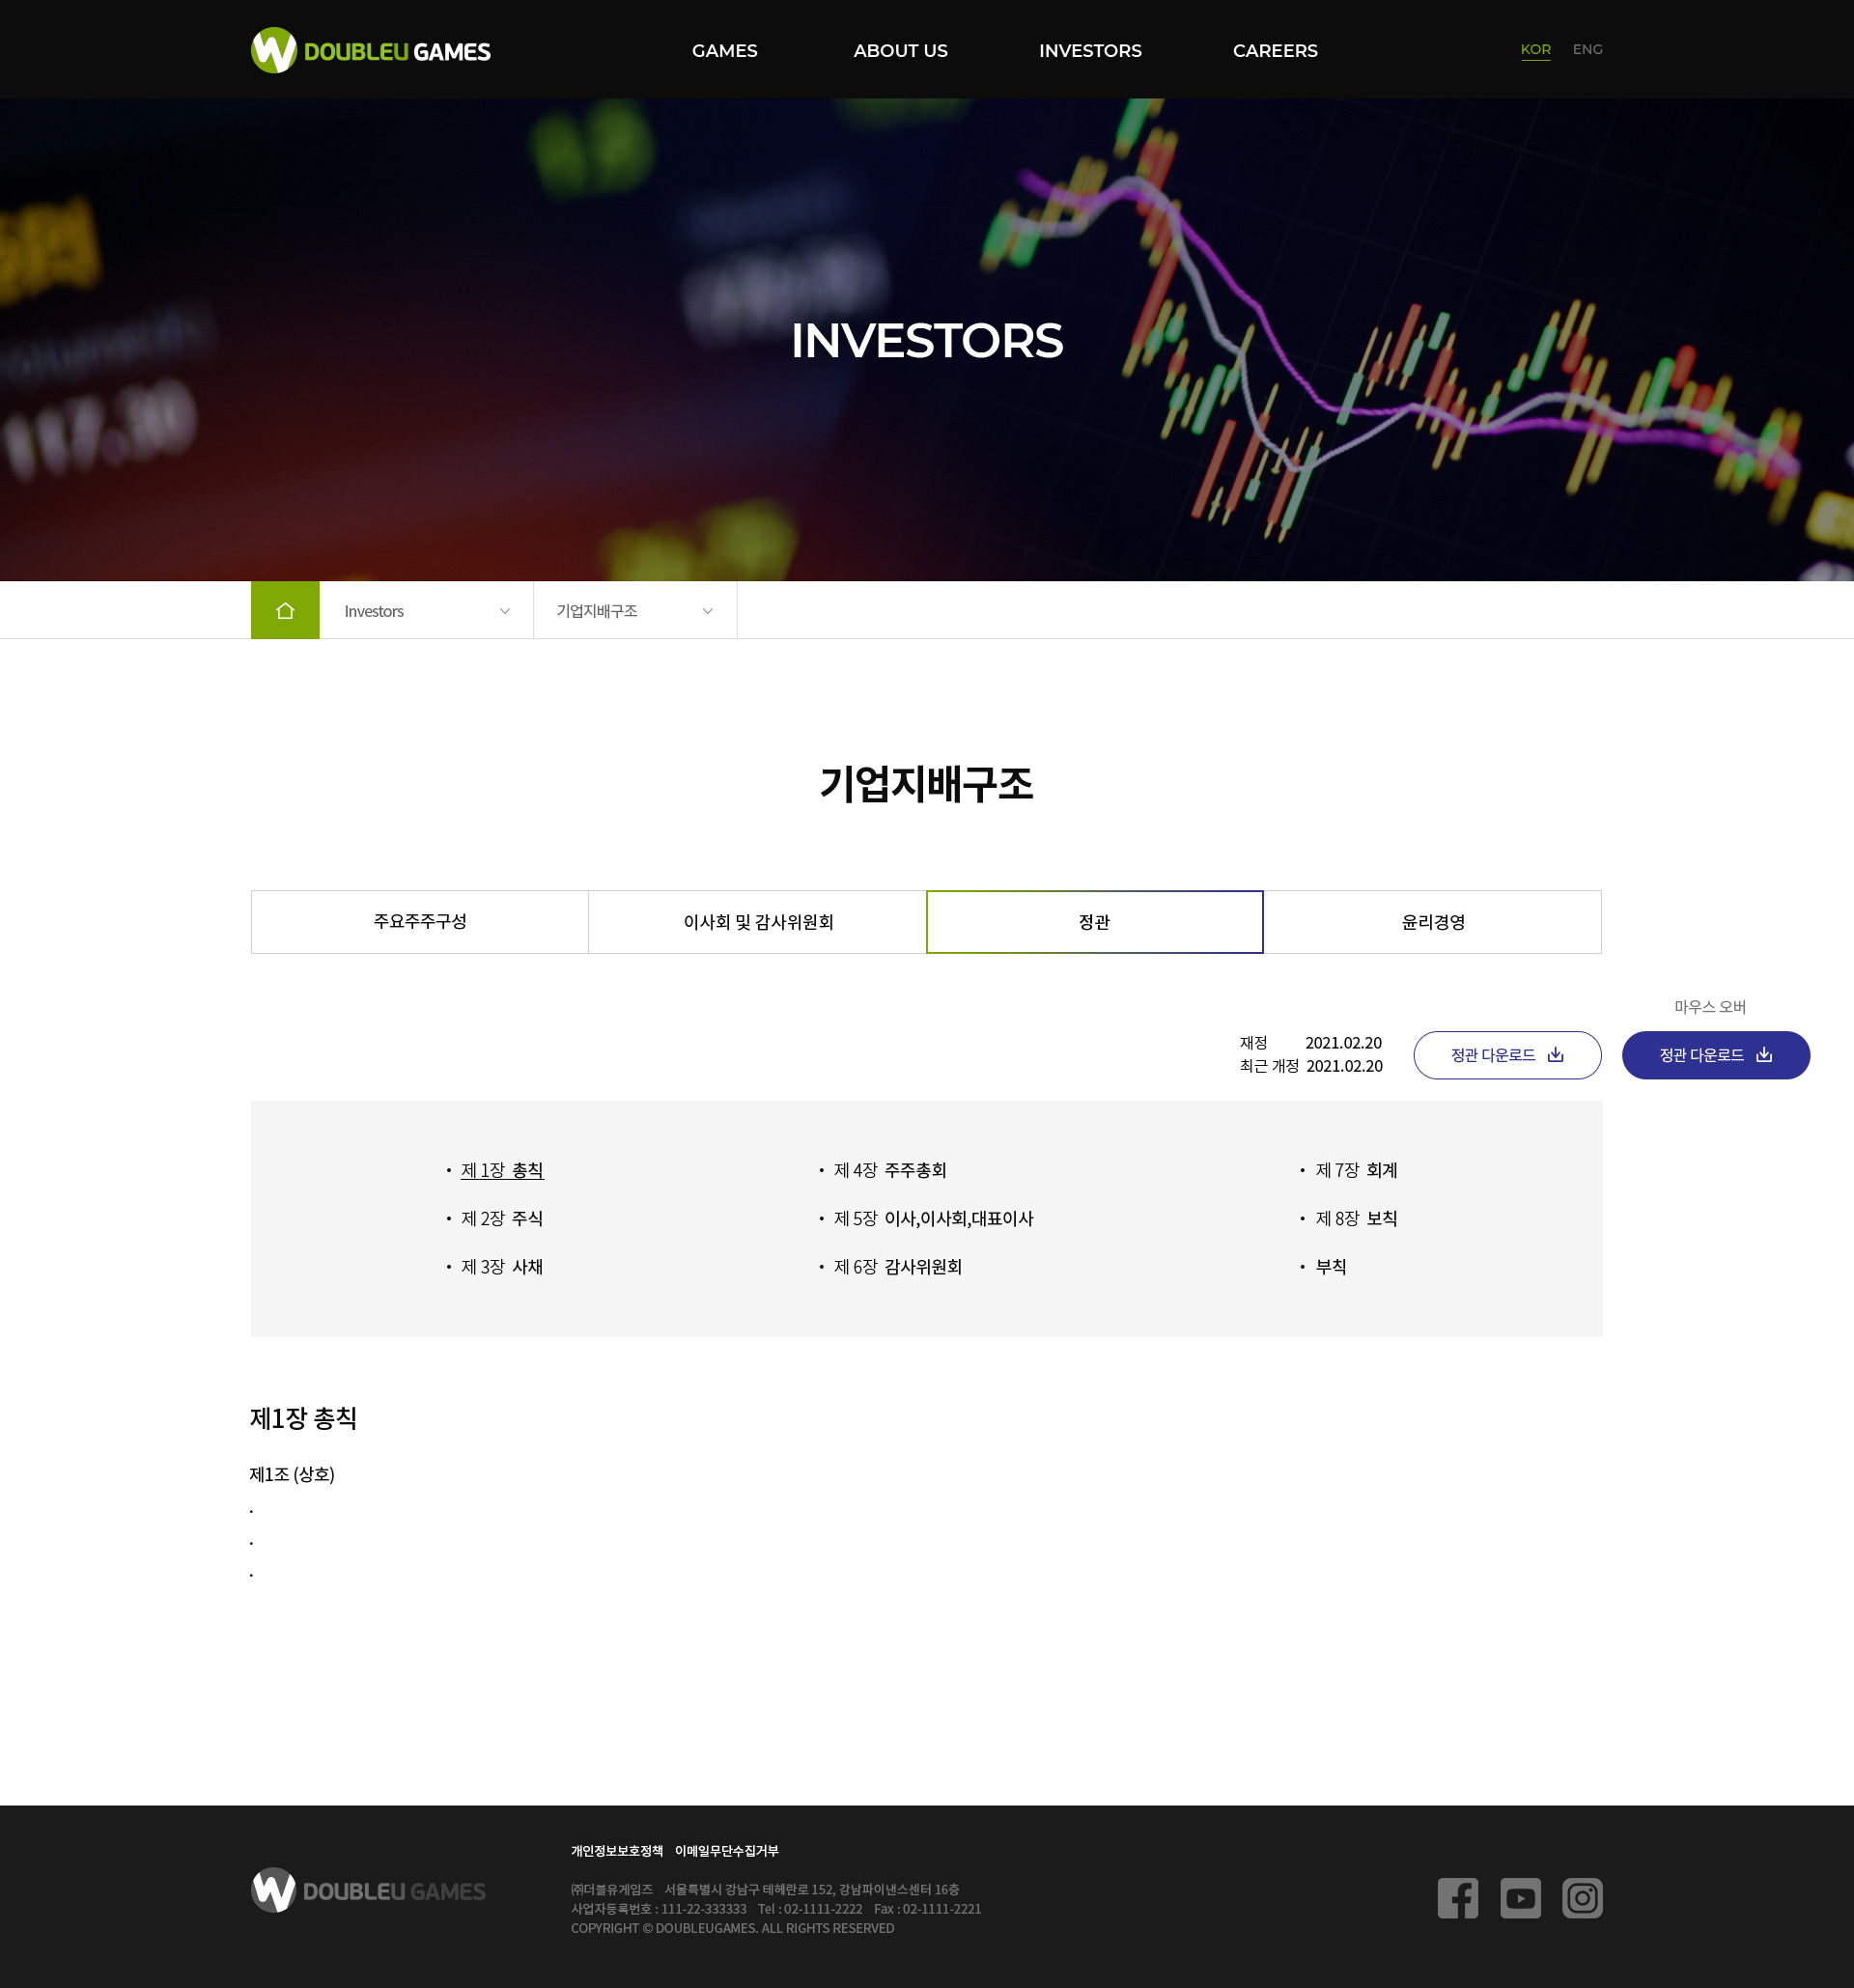 DOUBLEU GAMES
GAMES
ABOUT US
INVESTORS
CAREERS
KOR
ENG
117.30
INVESTORS
Investors
기업지배구조
기업지배구조
주요주주구성
이사회 및 감사위원회
정관
윤리경영
마우스 오버
재정 2021.02.20
최근 개정 2021.02.20
정관 다운로드
정관 다운로드
• 제 1장 총칙
• 제 2장 주식
• 제 3장 사채
• 제 4장 주주총회
• 제 5장 이사,이사회,대표이사
• 제 6장 감사위원회
• 제 7장 회계
• 제 8장 보칙
• 부칙
제1장 총칙
제1조 (상호)
·
·
·
DOUBLEU GAMES
개인정보보호정책 이메일무단수집거부
㈜더블유게임즈 서울특별시 강남구 테헤란로 152, 강남파이낸스센터 16층
사업자등록번호 : 111-22-333333 Tel : 02-1111-2222 Fax : 02-1111-2221
COPYRIGHT © DOUBLEUGAMES. ALL RIGHTS RESERVED